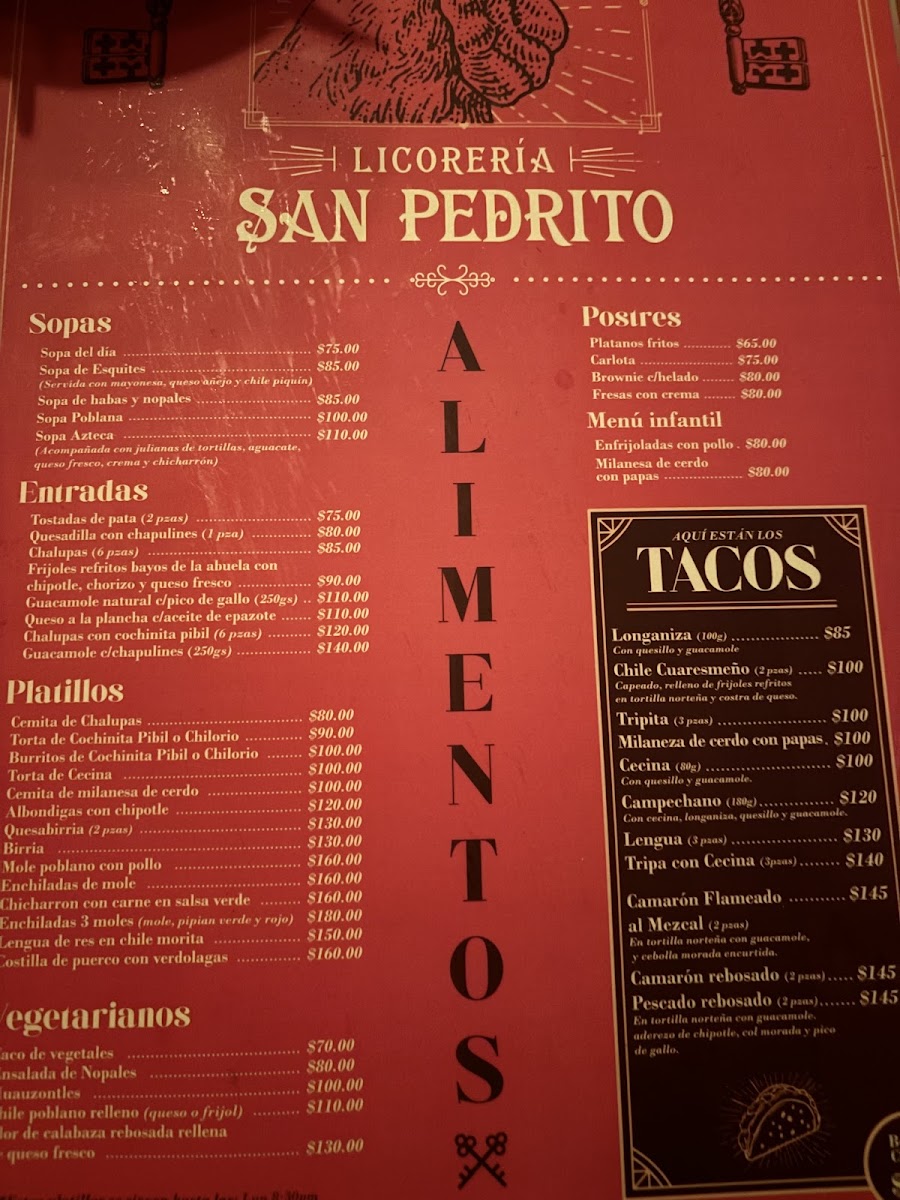 LICORERÍA
SAN PEDRITO
ALIMENTOS
Sopas
Sopa del día ........ $75.00
Sopa de Esquites ........ $85.00
(Servida con mayonesa, queso añejo y chile piquín)
Sopa de habas y nopales ........ $85.00
Sopa Poblana ........ $100.00
Sopa Azteca ........ $110.00
(Acompañada con julianas de tortillas, aguacate,
queso fresco, crema y chicharrón)
Entradas
Tostadas de pata (2 pzas) ........ $75.00
Quesadilla con chapulines (1 pza) ........ $80.00
Chalupas (6 pzas) ........ $85.00
Frijoles refritos bayos de la abuela con
chipotle, chorizo y queso fresco ........ $90.00
Guacamole natural c/pico de gallo (250gs) .. $110.00
Queso a la plancha c/aceite de epazote ...... $110.00
Chalupas con cochinita pibil (6 pzas) ........ $120.00
Guacamole c/chapulines (250gs) ........ $140.00
Platillos
Cemita de Chalupas ........ $80.00
Torta de Cochinita Pibil o Chilorio ........ $90.00
Burritos de Cochinita Pibil o Chilorio ...... $100.00
Torta de Cecina ........ $100.00
Cemita de milanesa de cerdo ........ $100.00
Albondigas con chipotle ........ $120.00
Quesabirria (2 pzas) ........ $130.00
Birria ........ $130.00
Mole poblano con pollo ........ $160.00
Enchiladas de mole ........ $160.00
Chicharron con carne en salsa verde ........ $160.00
Enchiladas 3 moles (mole, pipian verde y rojo) $180.00
Lengua de res en chile morita ........ $150.00
Costilla de puerco con verdolagas ........ $160.00
Vegetarianos
Taco de vegetales ........ $70.00
Ensalada de Nopales ........ $80.00
Huauzontles ........ $100.00
hile poblano relleno (queso o frijol) ........ $110.00
lor de calabaza rebosada rellena
queso fresco ........ $130.00
Postres
Platanos fritos ........ $65.00
Carlota ........ $75.00
Brownie c/helado ........ $80.00
Fresas con crema ........ $80.00
Menú infantil
Enfrijoladas con pollo . $80.00
Milanesa de cerdo
con papas ........ $80.00
AQUÍ ESTÁN LOS
TACOS
Longaniza (100g) ........ $85
Con quesillo y guacamole
Chile Cuaresmeño (2 pzas) ..... $100
Capeado, relleno de frijoles refritos
en tortilla norteña y costra de queso.
Tripita (3 pzas) ........ $100
Milaneza de cerdo con papas. $100
Cecina (80g) ........ $100
Con quesillo y guacamole.
Campechano (180g) ........ $120
Con cecina, longaniza, quesillo y guacamole.
Lengua (3 pzas) ........ $130
Tripa con Cecina (3pzas)........ $140
Camarón Flameado ........ $145
al Mezcal (2 pzas)
En tortilla norteña con guacamole,
y cebolla morada encurtida.
Camarón rebosado (2 pzas)..... $145
Pescado rebosado (2 pzas)....... $145
En tortilla norteña con guacamole,
aderezo de chipotle, col morada y pico
de gallo.